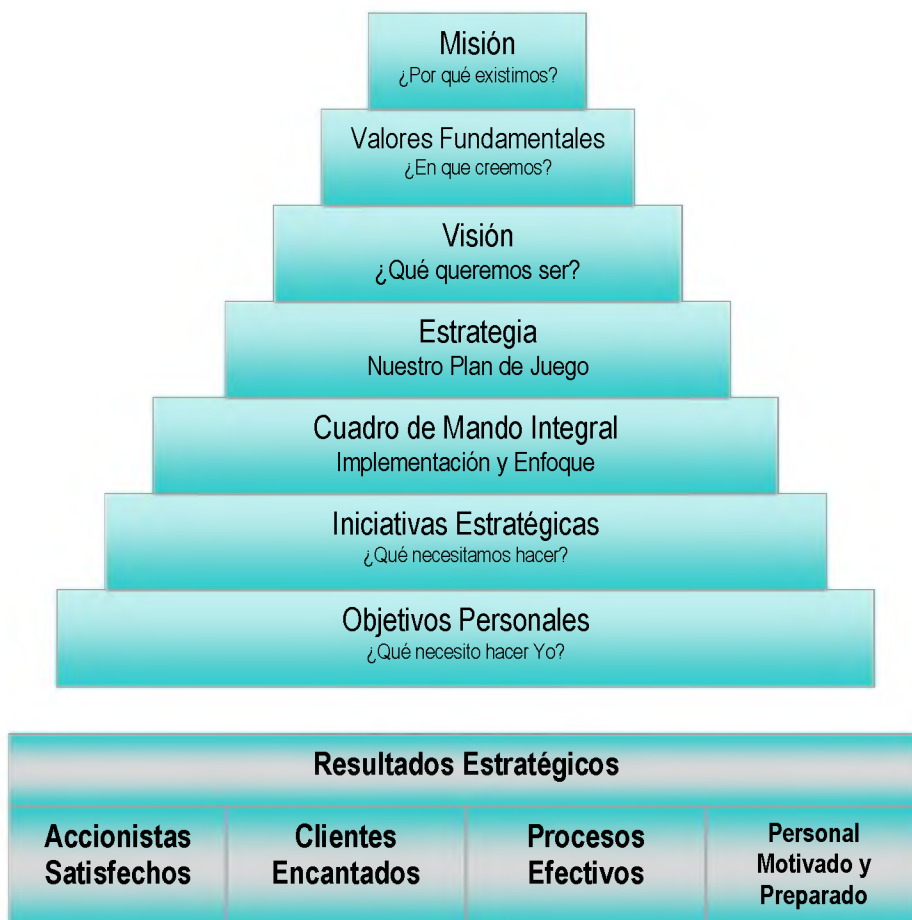 Misión
¿Por qué existimos?
Valores Fundamentales
¿En que creemos?
Visión
¿Qué queremos ser?
Estrategia
Nuestro Plan de Juego
Cuadro de Mando Integral
Implementación y Enfoque
Iniciativas Estratégicas
¿Qué necesitamos hacer?
Objetivos Personales
¿Qué necesito hacer Yo?
Resultados Estratégicos
Accionistas
Satisfechos
Clientes
Encantados
Procesos
Efectivos
Personal
Motivado y
Preparado